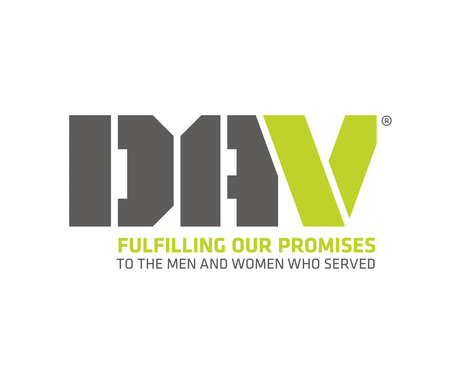 DAV®
FULFILLING OUR PROMISES
TO THE MEN AND WOMEN WHO SERVED